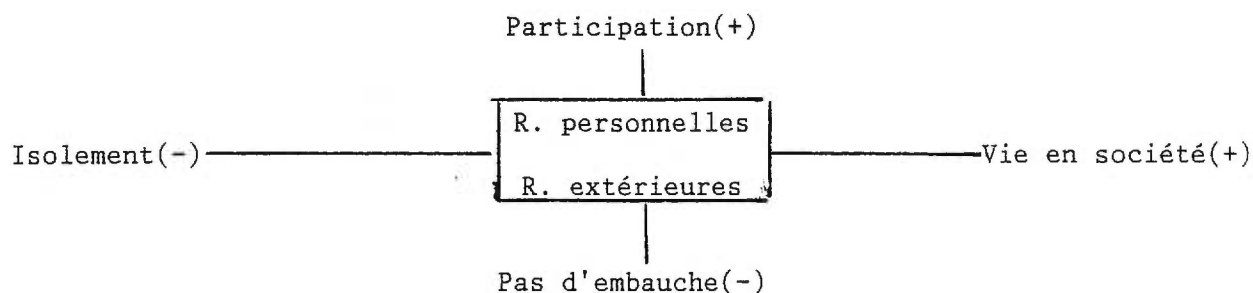 Participation(+)
R. personnelles
Isolement(-)
Vie en société(+)
R. extérieures
Pas d'embauche(-)